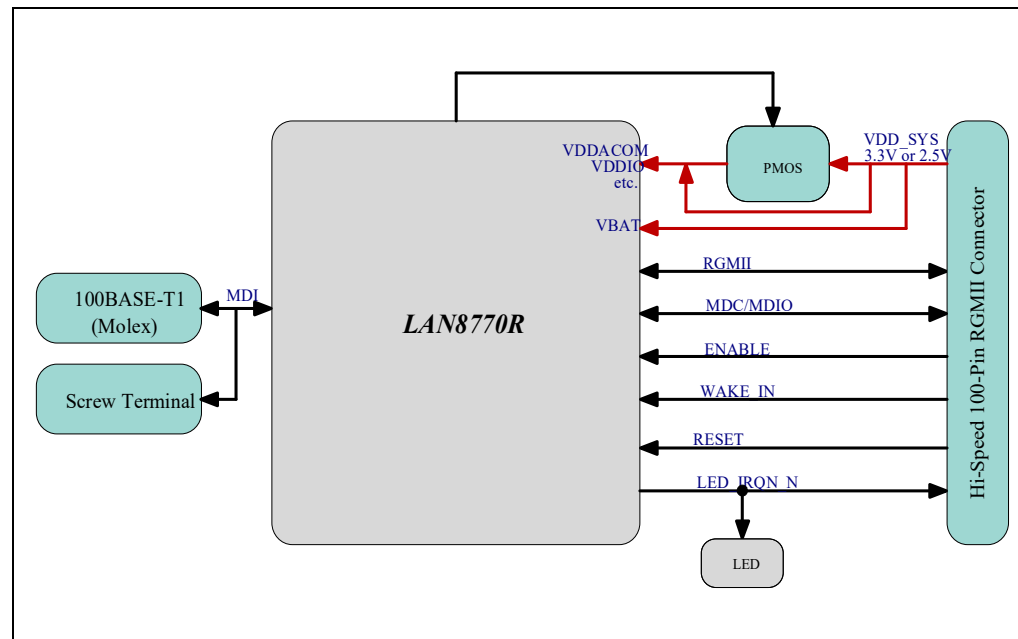 VDDACOM
VDDIO
etc.
PMOS
VDD_SYS
3.3V or 2.5V
VBAT
RGMII
100BASE-T1
(Molex)
MDI
LAN8770R
MDC/MDIO
ENABLE
Screw Terminal
WAKE_IN
RESET
LED_IRQN_N
LED
Hi-Speed 100-Pin RGMII Connector